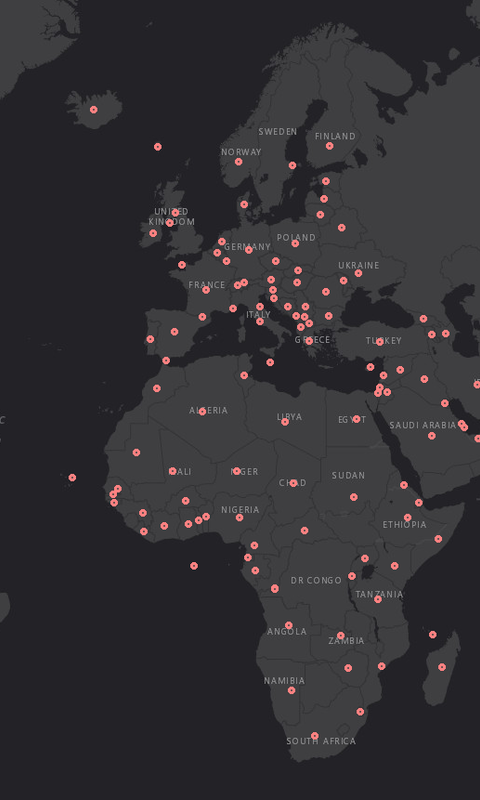 SWEDEN
FINLAND
NORWAY
UNITED
KINGDOM
POLAND
GERMANY
UKRAINE
FRANCE
ITALY
GREECE
TURKEY
ALGERIA
LIBYA
EGYPT
SAUDI ARABIA
MALI
NIGER
CHAD
SUDAN
NIGERIA
ETHIOPIA
DR CONGO
TANZANIA
ANGOLA
ZAMBIA
NAMIBIA
SOUTH AFRICA